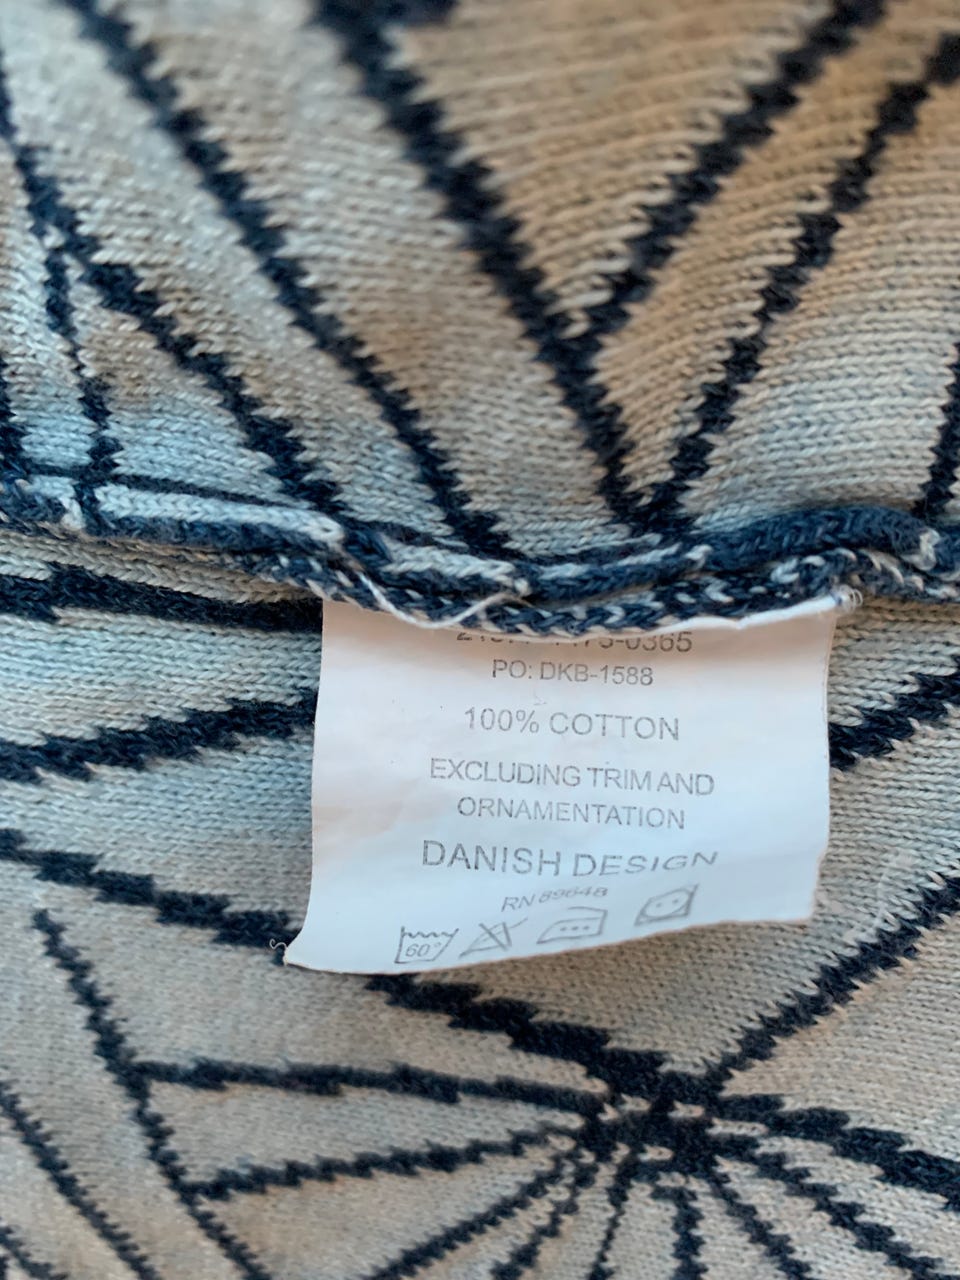 PO: DKB-1588
100% COTTON
EXCLUDING TRIM AND
ORNAMENTATION
DANISH DESIGN
RN 89648
60°